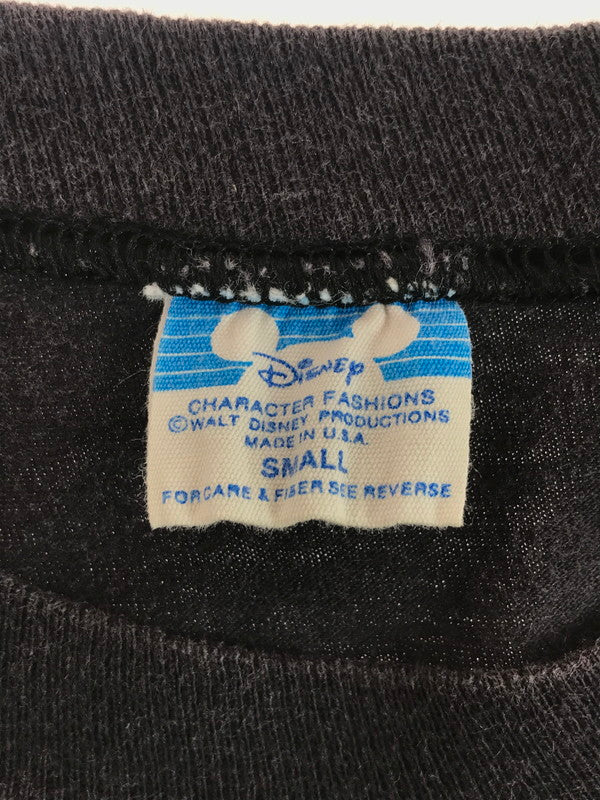 Disney
CHARACTER FASHIONS
©WALT DISNEY PRODUCTIONS
MADE IN U.S.A.
SMALL
FOR CARE & FIBER SEE REVERSE